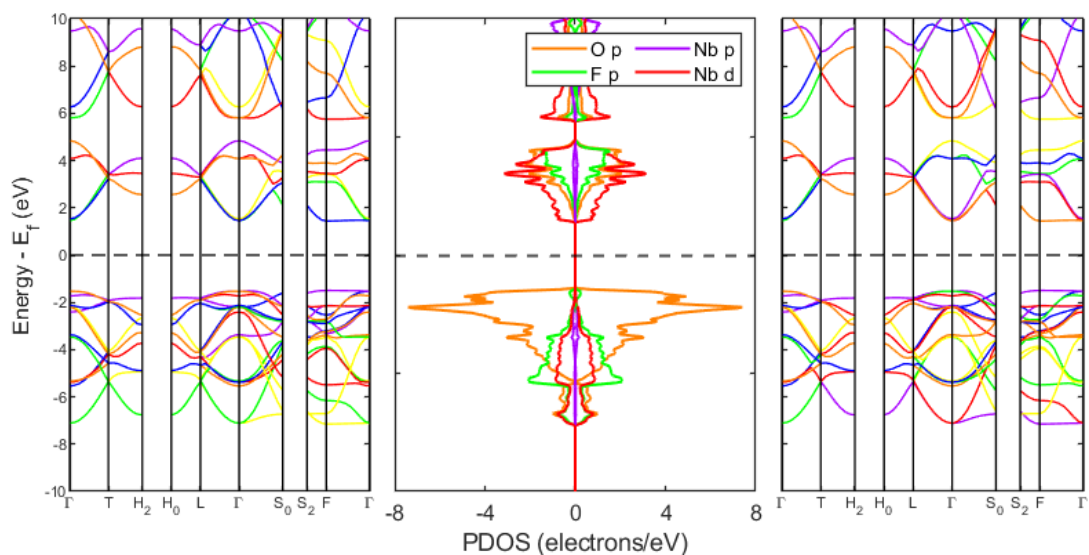 Energy - E_f (eV)
10
8
6
4
2
0
-2
-4
-6
-8
-10
Γ T H_2 H_0 L Γ S_0 S_2 F Γ
O p Nb p
F p Nb d
-8 -4 0 4 8
PDOS (electrons/eV)
Γ T H_2 H_0 L Γ S_0 S_2 F Γ